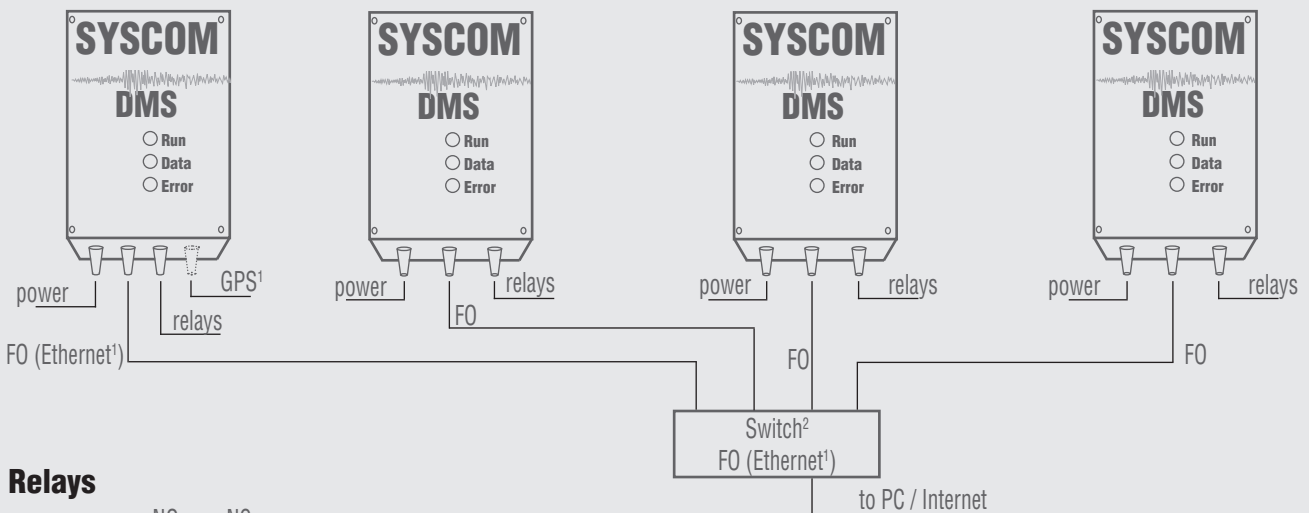 SYSCOM SYSCOM SYSCOM SYSCOM
DMS DMS DMS DMS
Run Run Run Run
Data Data Data Data
Error Error Error Error
power GPS¹ power relays power relays power relays
relays
FO (Ethernet¹) FO FO FO
Switch²
FO (Ethernet¹)
Relays
to PC / Internet